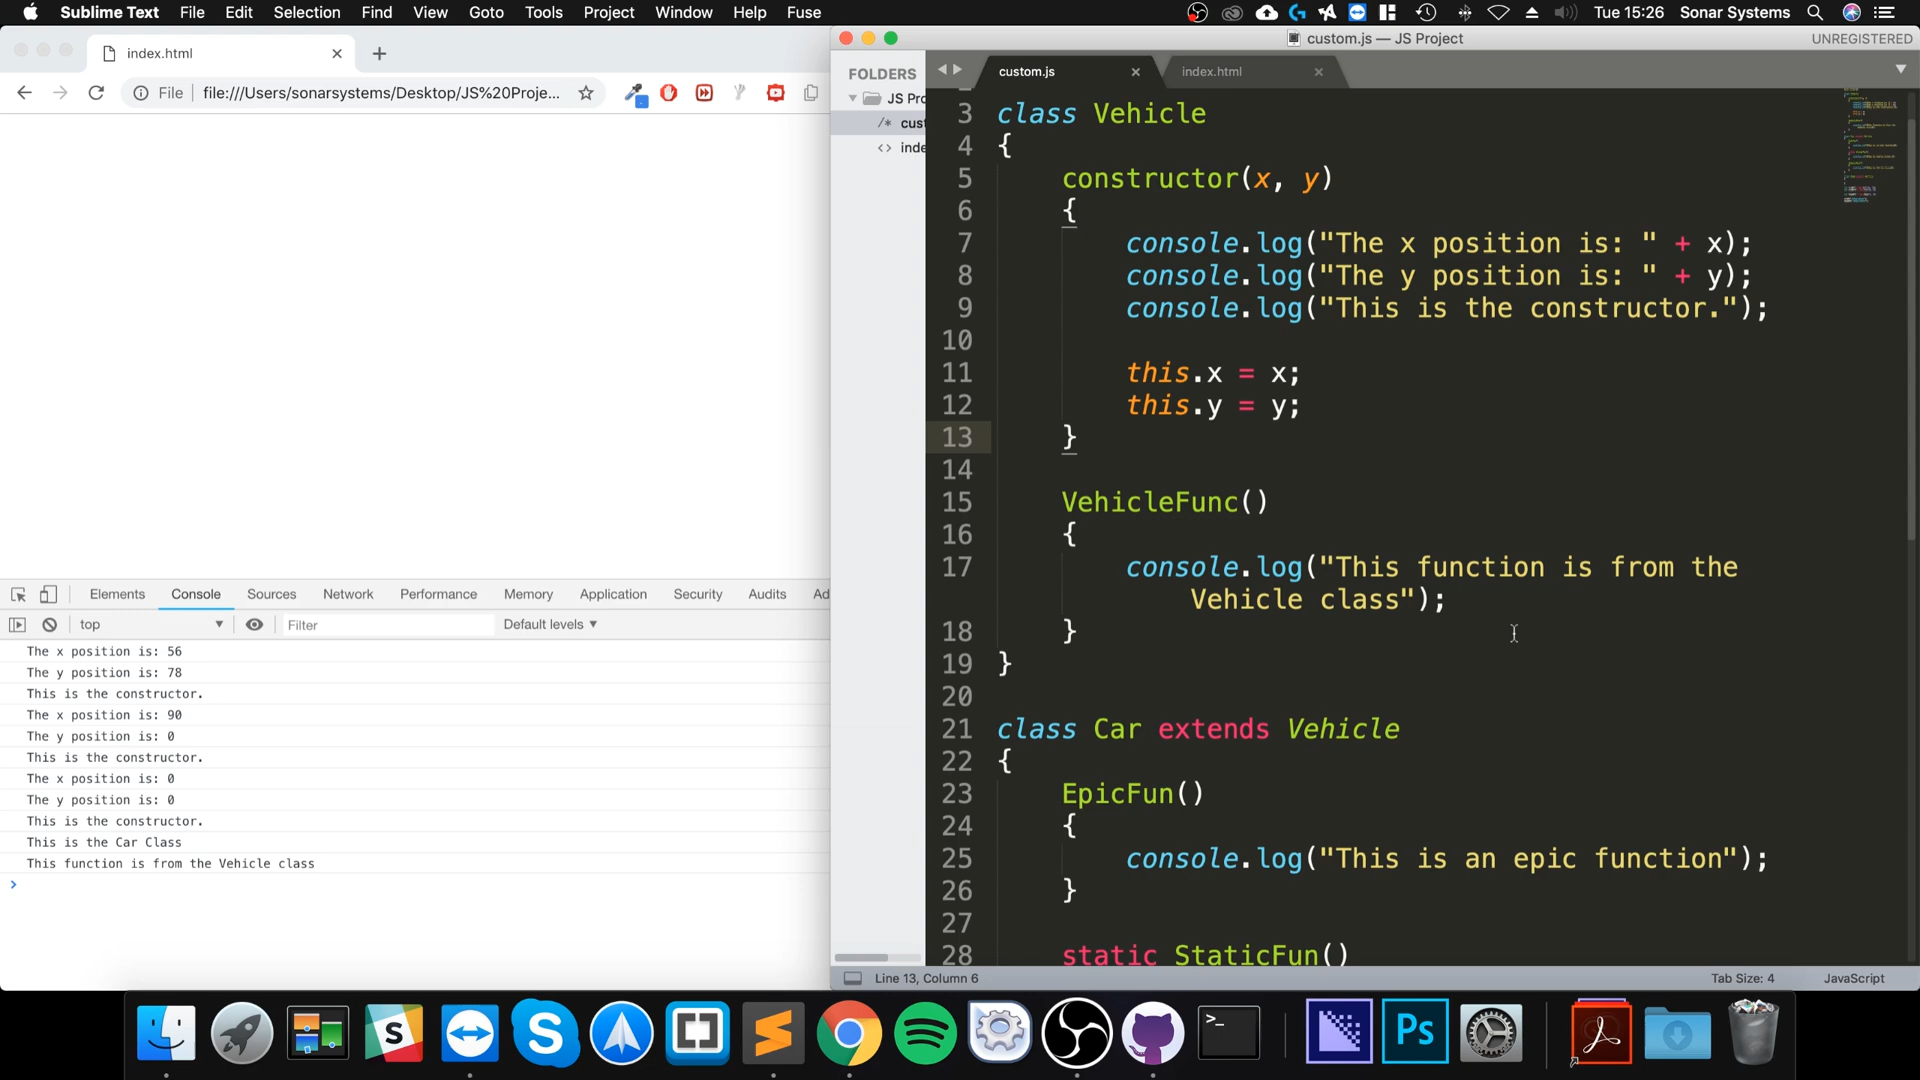 Sublime Text File Edit Selection Find View Goto Tools Project Window Help Fuse Tue 15:26 Sonar Systems
index.html
File file:///Users/sonarsystems/Desktop/JS%20Proje...
Elements Console Sources Network Performance Memory Application Security Audits Ad
top Filter Default levels
The x position is: 56
The y position is: 78
This is the constructor.
The x position is: 90
The y position is: 0
This is the constructor.
The x position is: 0
The y position is: 0
This is the constructor.
This is the Car Class
This function is from the Vehicle class
>
custom.js — JS Project UNREGISTERED
FOLDERS
JS Pro
/* cust
<> inde
custom.js index.html
3 class Vehicle
4 {
5 constructor(x, y)
6 {
7 console.log("The x position is: " + x);
8 console.log("The y position is: " + y);
9 console.log("This is the constructor.");
10
11 this.x = x;
12 this.y = y;
13 }
14
15 VehicleFunc()
16 {
17 console.log("This function is from the
Vehicle class");
18 }
19 }
20
21 class Car extends Vehicle
22 {
23 EpicFun()
24 {
25 console.log("This is an epic function");
26 }
27
28 static StaticFun()
Line 13, Column 6 Tab Size: 4 JavaScript
S
S
Ps